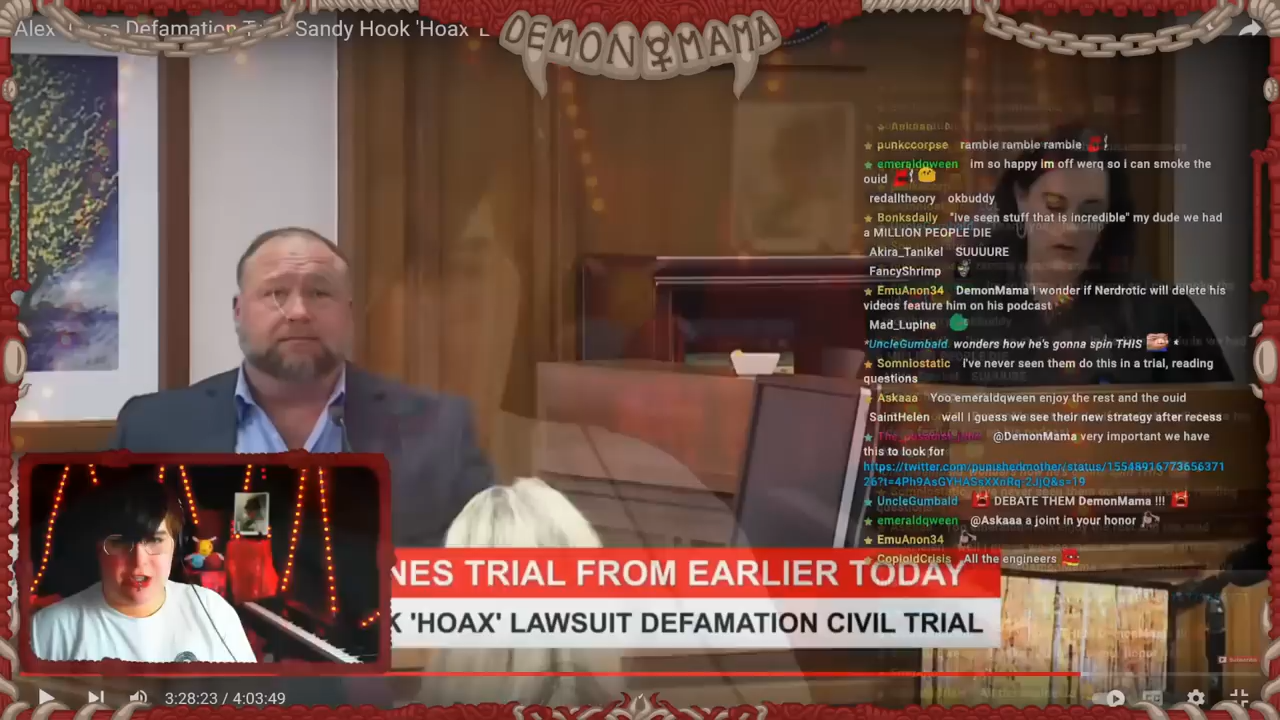 Alex Defamation Sandy Hook 'Hoax
DEMON MAMA
punkccorpse ramble ramble ramble
emeraldqween im so happy im off werq so i can smoke the
ouid
redalltheory okbuddy
Bonksdaily "ive seen stuff that is incredible" my dude we had
a MILLION PEOPLE DIE
Akira_Tanikel SUUUURE
FancyShrimp
EmuAnon34 DemonMama I wonder if Nerdrotic will delete his
videos feature him on his podcast
Mad_Lupine
*UncleGumbald wonders how he's gonna spin THIS
Somniostatic i've never seen them do this in a trial, reading
questions
Askaaa Yoo emeraldqween enjoy the rest and the ouid
SaintHelen well i guess we see their new strategy after recess
@DemonMama very important we have
this to look for
UncleGumbald DEBATE THEM DemonMama !!!
emeraldqween @Askaaa a joint in your honor
EmuAnon34
CopioidCrisis All the engineers
NES TRIAL FROM EARLIER TODAY
K 'HOAX' LAWSUIT DEFAMATION CIVIL TRIAL
3:28:23 / 4:03:49